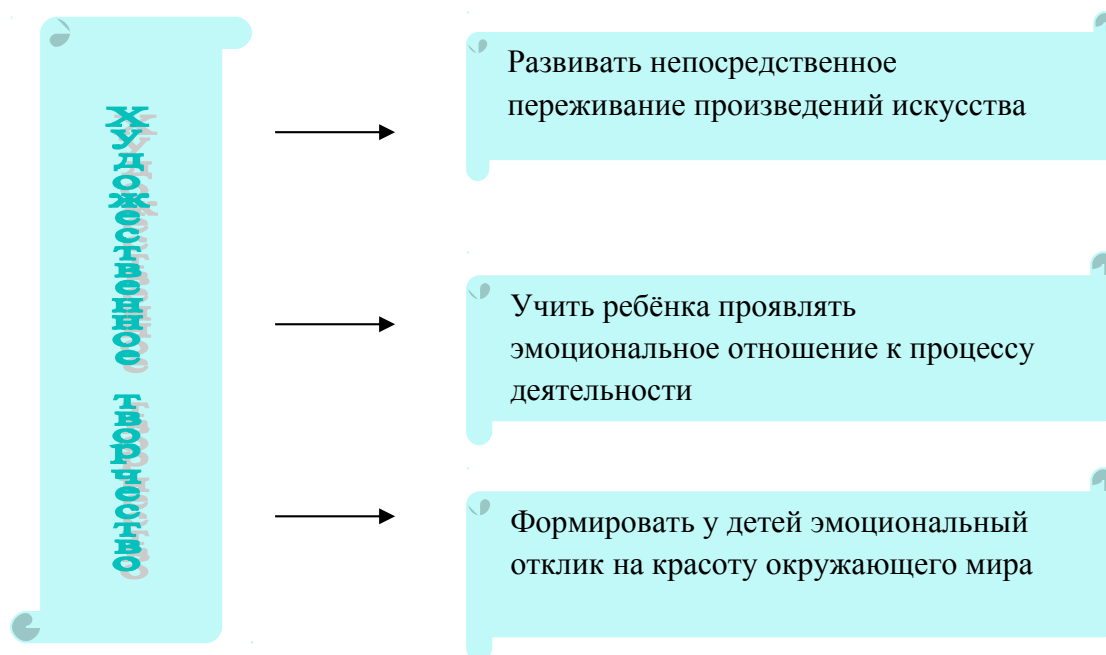 Художественное творчество
Развивать непосредственное
переживание произведений искусства
Учить ребёнка проявлять
эмоциональное отношение к процессу
деятельности
Формировать у детей эмоциональный
отклик на красоту окружающего мира